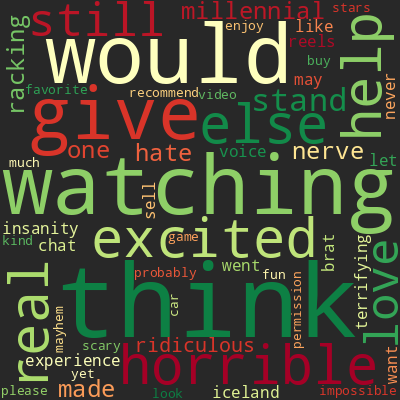 still
millennial
stars
racking
would
enjoy
like
reels
help
favorite
recommend
video
buy
may
never
give
else
stand
one
hate
voice
nerve
let
much
watching
sell
insanity
kind
chat
excited
game
brat
terrifying
love
real
think
probably
went
fun
permission
car
mayhem
scary
ridiculous
experience
horrible
want
yet
please
made
look
iceland
impossible